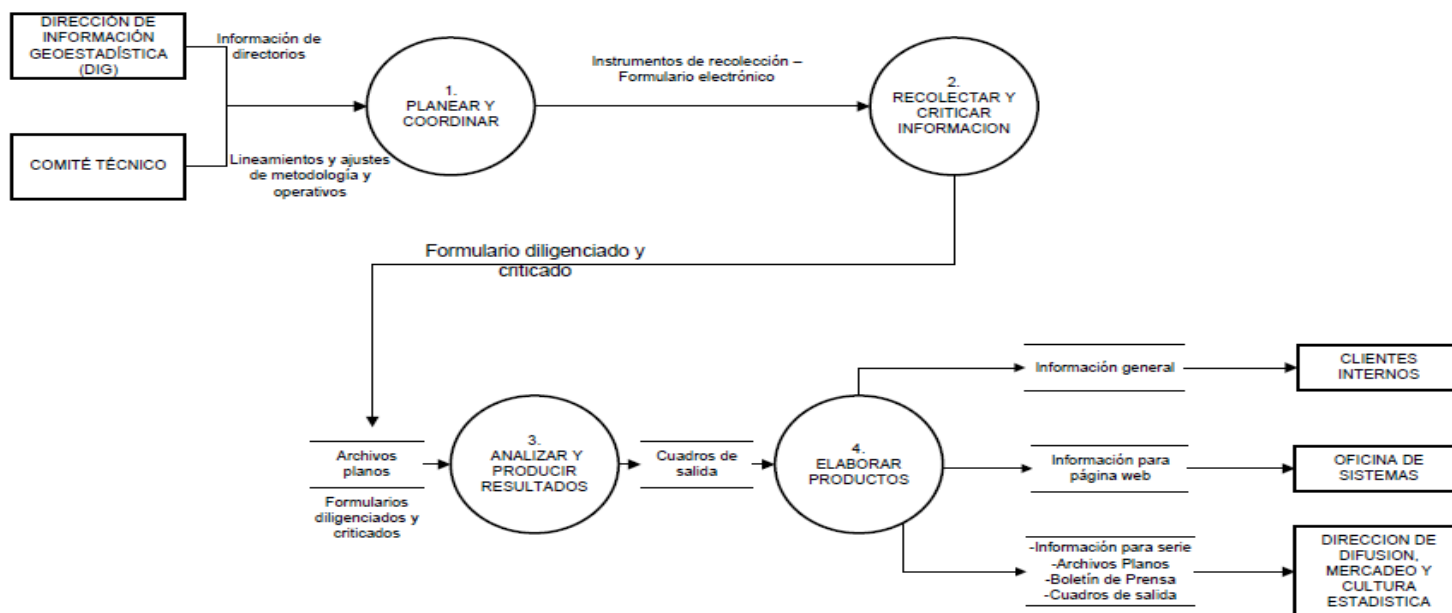 DIRECCIÓN DE
INFORMACIÓN
GEOESTADÍSTICA
(DIG)
Información de
directorios
COMITÉ TÉCNICO
Lineamientos y ajustes
de metodología y
operativos
1.
PLANEAR Y
COORDINAR
Instrumentos de recolección –
Formulario electrónico
2.
RECOLECTAR Y
CRITICAR
INFORMACION
Formulario diligenciado y
criticado
Archivos
planos
Formularios
diligenciados y
criticados
3.
ANALIZAR Y
PRODUCIR
RESULTADOS
Cuadros de
salida
4.
ELABORAR
PRODUCTOS
Información general
CLIENTES
INTERNOS
Información para
página web
OFICINA DE
SISTEMAS
-Información para serie
-Archivos Planos
-Boletín de Prensa
-Cuadros de salida
DIRECCION DE
DIFUSION,
MERCADEO Y
CULTURA
ESTADISTICA